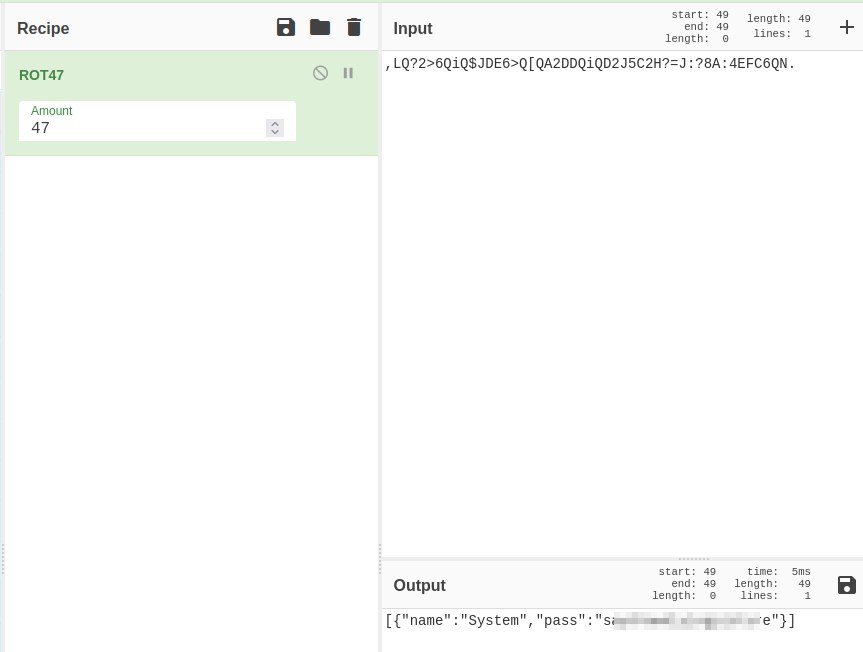 Recipe
ROT47
Amount
47
Input
start: 49
end: 49
length: 0
length: 49
lines: 1
,LQ?2>6QiQ$JDE6>Q[QA2DDQiQD2J5C2H?=J:?8A:4EFC6QN.
Output
start: 49
end: 49
length: 0
time: 5ms
length: 49
lines: 1
[{"name":"System","pass":"s e"}]